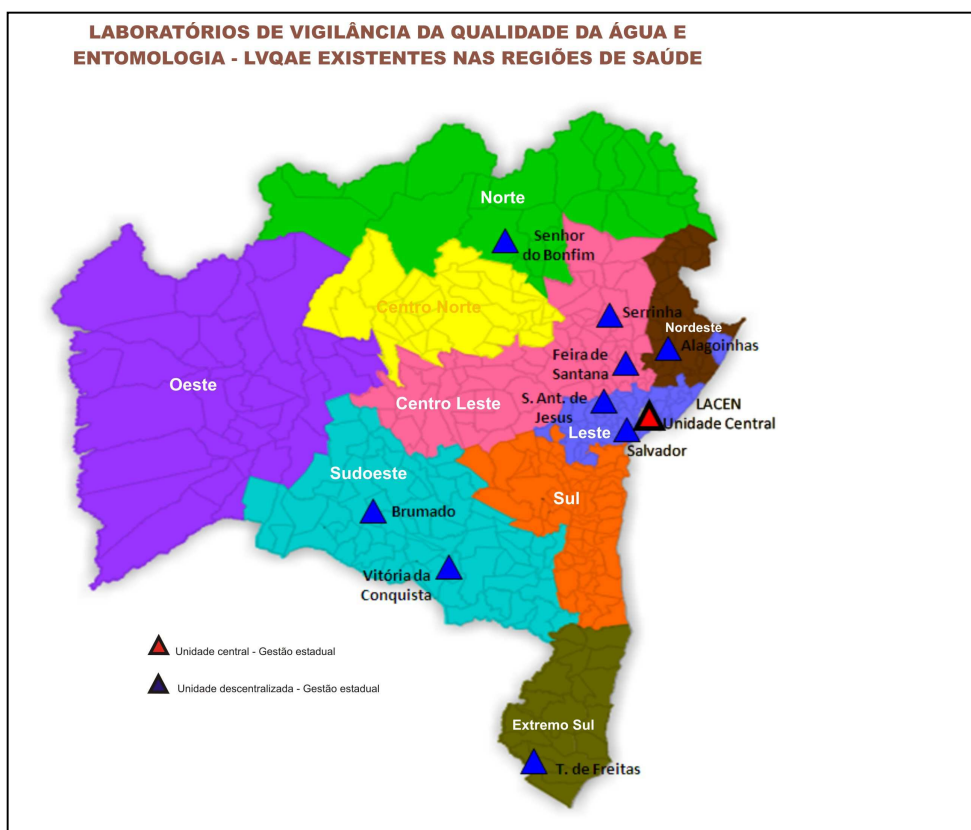 LABORATÓRIOS DE VIGILÂNCIA DA QUALIDADE DA ÁGUA E
ENTOMOLOGIA - LVQAE EXISTENTES NAS REGIÕES DE SAÚDE
Norte
Senhor
do Bonfim
Centro Norte
Serrinha
Nordeste
Alagoinhas
Feira de
Santana
Oeste
Centro Leste
S. Ant. de
Jesus
LACEN
Unidade Central
Leste
Salvador
Sudoeste
Sul
Brumado
Vitória da
Conquista
Unidade central - Gestão estadual
Unidade descentralizada - Gestão estadual
Extremo Sul
T. de Freitas